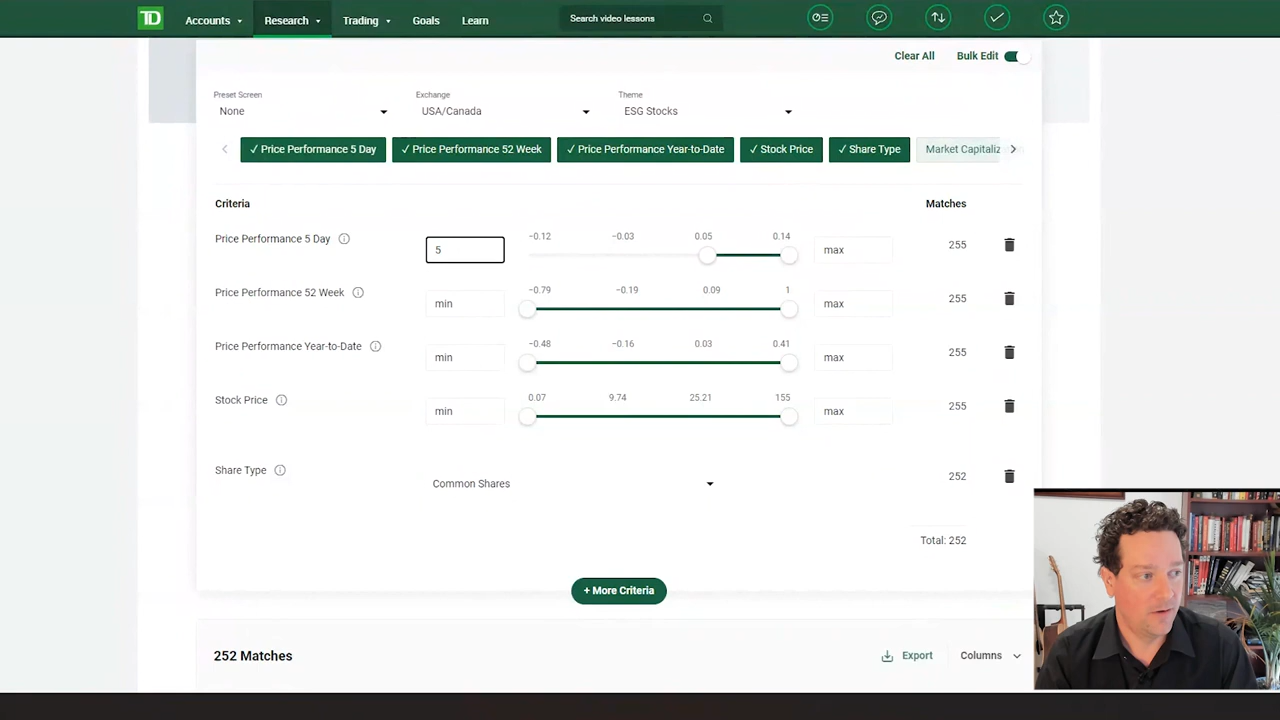 TD Accounts Research Trading Goals Learn Search video lessons
Clear All Bulk Edit
Preset Screen Exchange Theme
None USA/Canada ESG Stocks
✓ Price Performance 5 Day ✓ Price Performance 52 Week ✓ Price Performance Year-to-Date ✓ Stock Price ✓ Share Type Market Capitaliz
Criteria Matches
Price Performance 5 Day 5 −0.12 −0.03 0.05 0.14 max 255
Price Performance 52 Week min −0.79 −0.19 0.09 1 max 255
Price Performance Year-to-Date min −0.48 −0.16 0.03 0.41 max 255
Stock Price min 0.07 9.74 25.21 155 max 255
Share Type Common Shares 252
Total: 252
+ More Criteria
252 Matches Export Columns